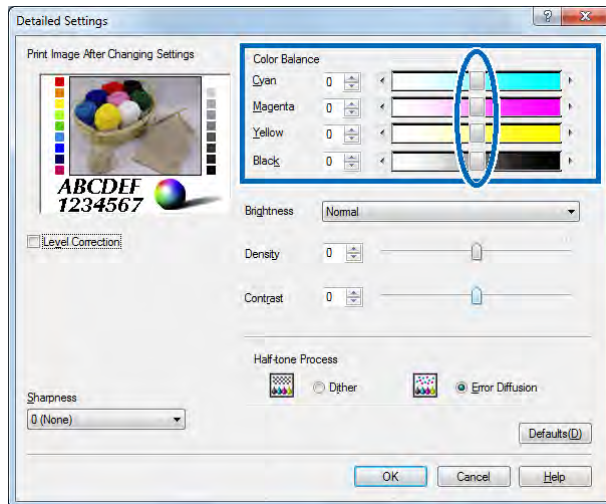 Detailed Settings
Print Image After Changing Settings
ABCDEF
1234567
Level Correction
Sharpness
0 (None)
Color Balance
Cyan 0
Magenta 0
Yellow 0
Black 0
Brightness Normal
Density 0
Contrast 0
Half-tone Process
Dither Error Diffusion
Defaults(D)
OK Cancel Help